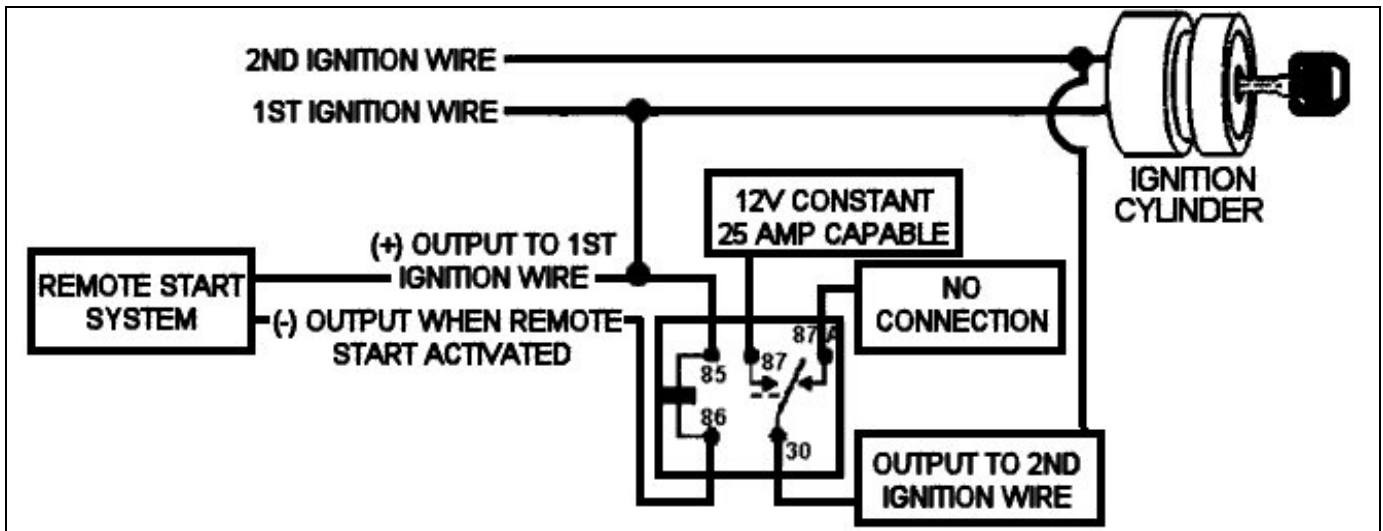 2ND IGNITION WIRE
1ST IGNITION WIRE
IGNITION
CYLINDER
12V CONSTANT
25 AMP CAPABLE
(+) OUTPUT TO 1ST
IGNITION WIRE
REMOTE START
SYSTEM
NO
CONNECTION
(-) OUTPUT WHEN REMOTE
START ACTIVATED
87A
87
85
86
30
OUTPUT TO 2ND
IGNITION WIRE